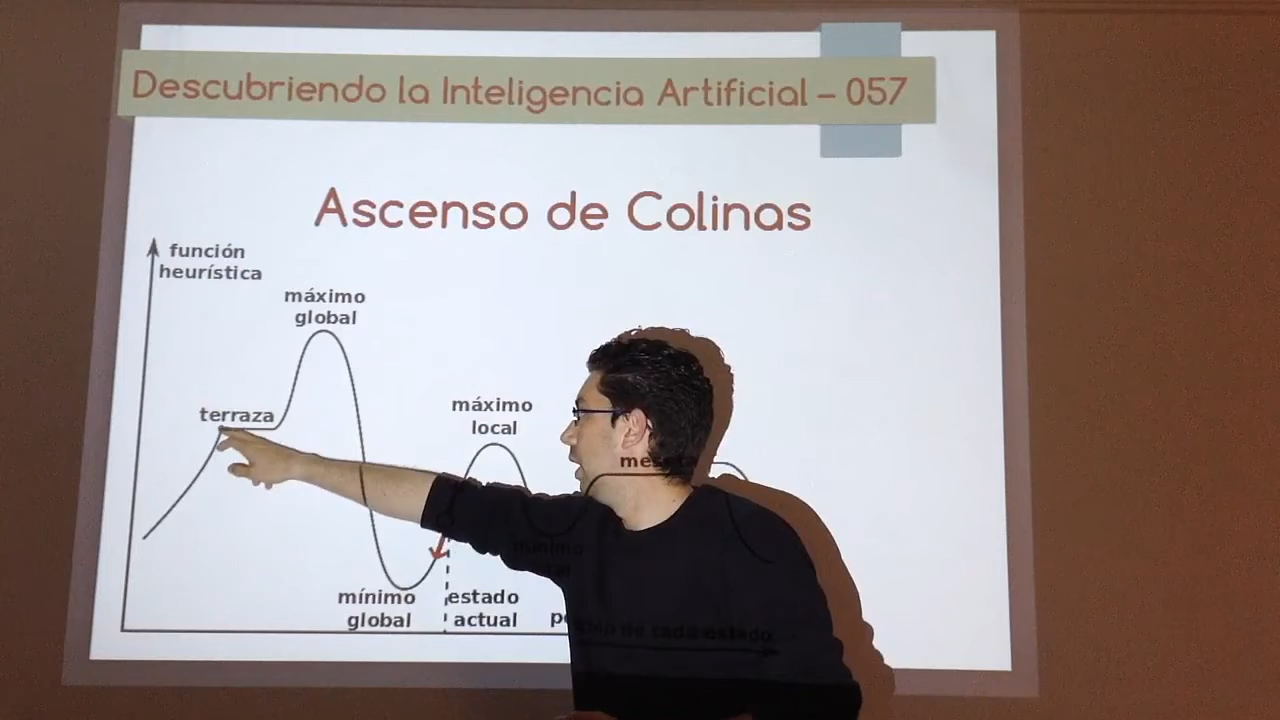 Descubriendo la Inteligencia Artificial – 057
Ascenso de Colinas
función
heurística
máximo
global
terraza
máximo
local
mínimo
mínimo
global
estado
actual
de cada estado